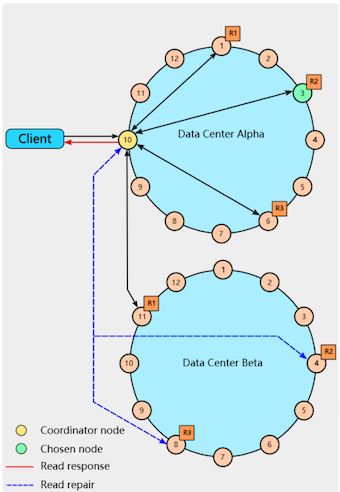 R1
12
1
2
R2
11
3
Client
10
Data Center Alpha
4
9
5
R3
8
6
7
1
12
2
R1
11
3
R2
10
Data Center Beta
4
9
5
R3
8
6
7
Coordinator node
Chosen node
Read response
Read repair